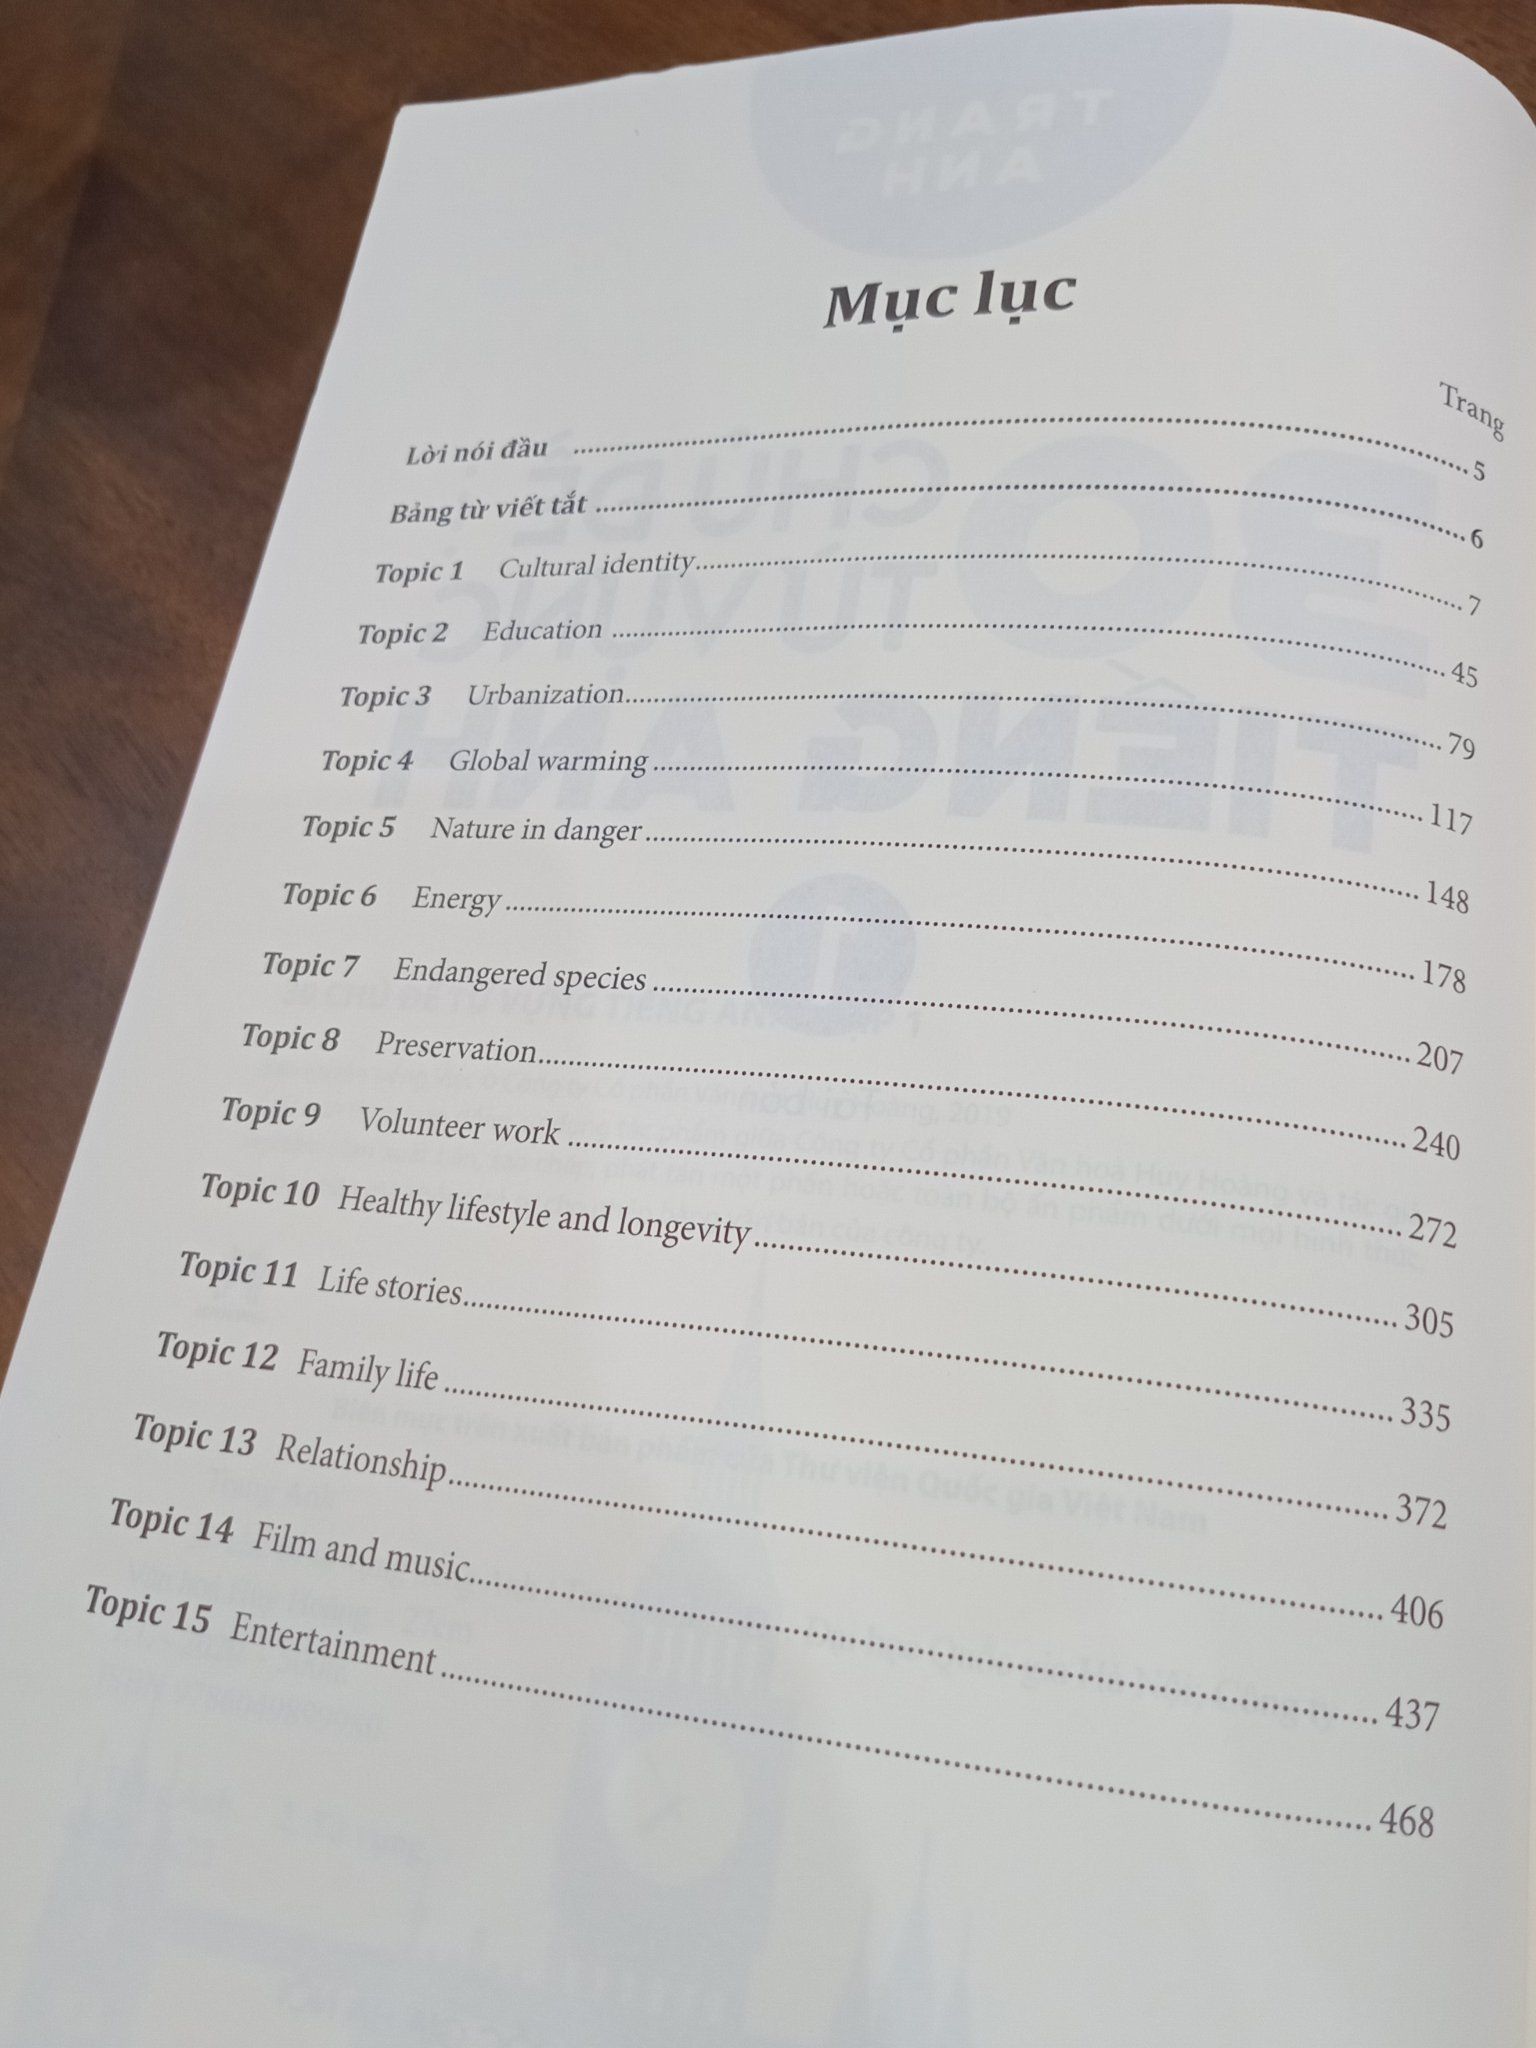 Mục lục
Trang
Lời nói đầu ........ 5
Bảng từ viết tắt ........ 6
Topic 1 Cultural identity ........ 7
Topic 2 Education ........ 45
Topic 3 Urbanization ........ 79
Topic 4 Global warming ........ 117
Topic 5 Nature in danger ........ 148
Topic 6 Energy ........ 178
Topic 7 Endangered species ........ 207
Topic 8 Preservation ........ 240
Topic 9 Volunteer work ........ 272
Topic 10 Healthy lifestyle and longevity ........ 305
Topic 11 Life stories ........ 335
Topic 12 Family life ........ 372
Topic 13 Relationship ........ 406
Topic 14 Film and music ........ 437
Topic 15 Entertainment ........ 468